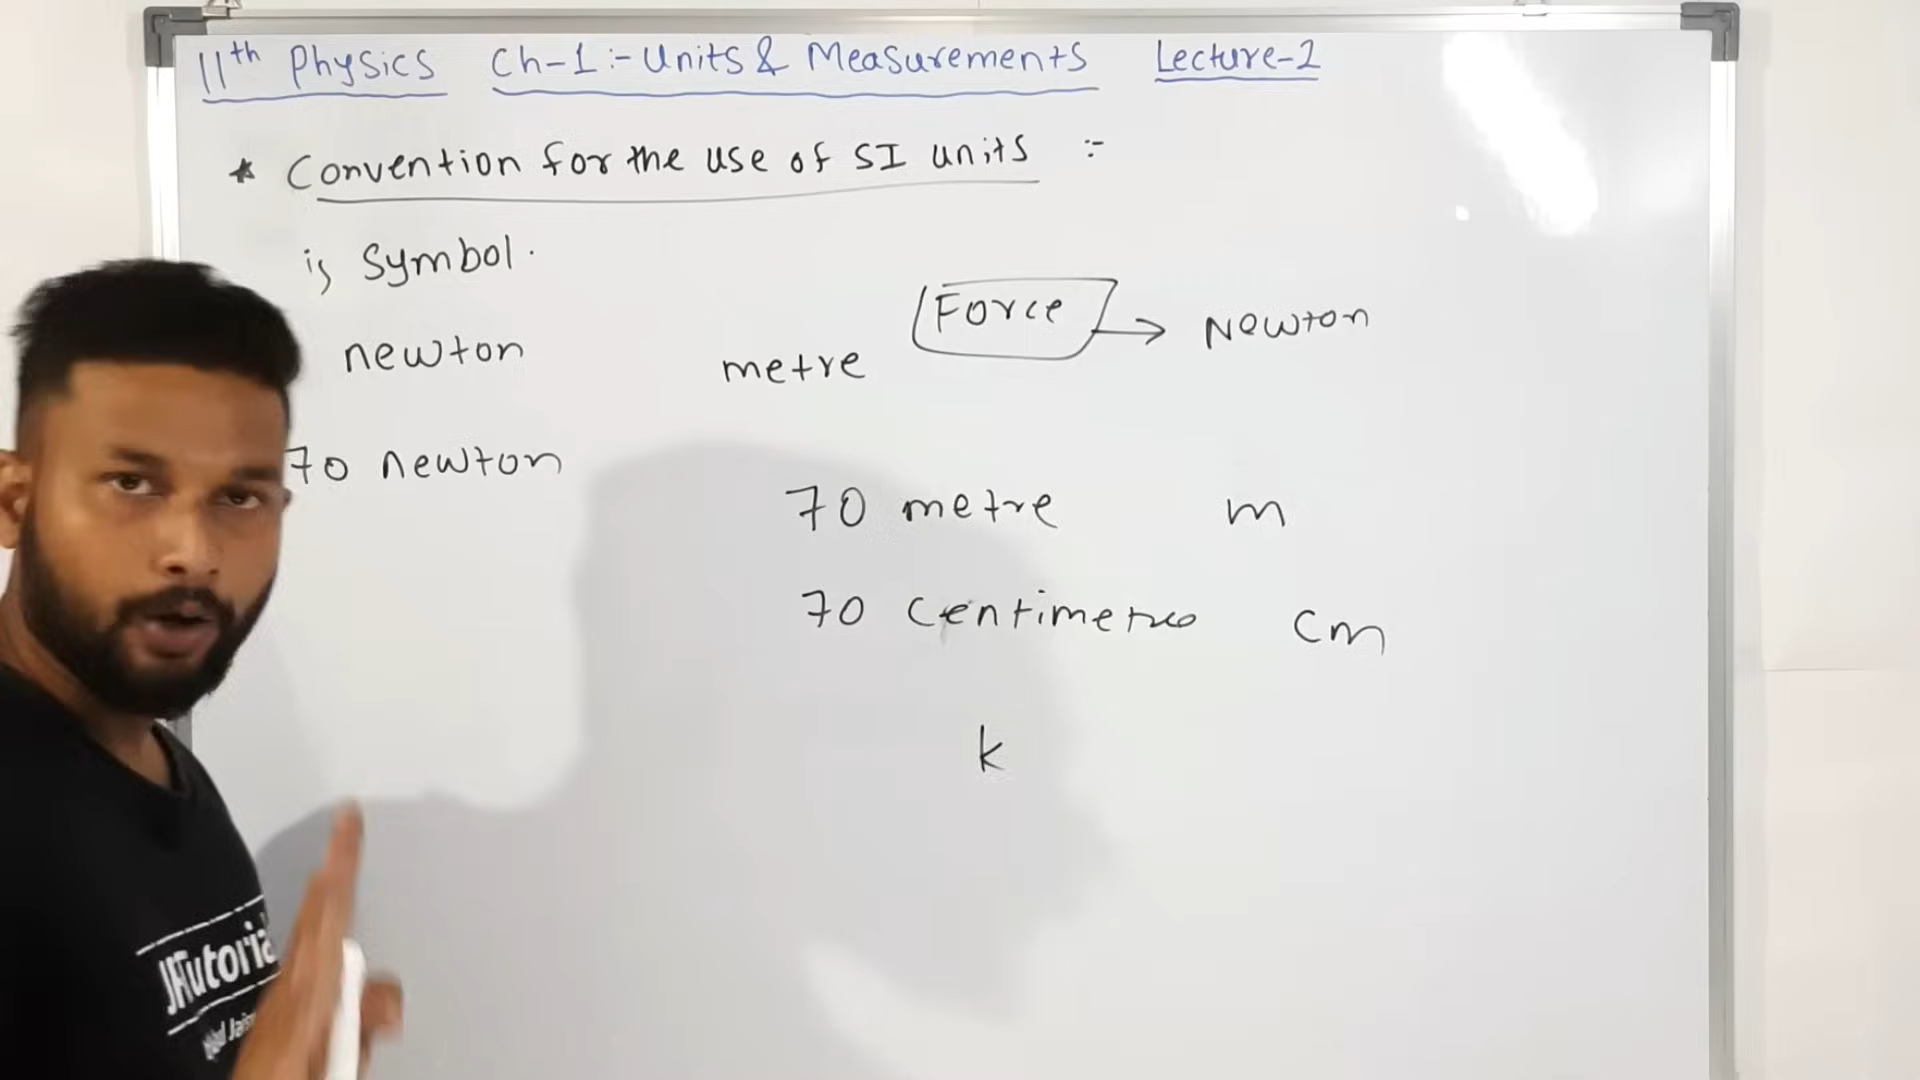 11th Physics Ch-1:- Units & Measurements Lecture-2
* Convention for the use of SI units :-
i) Symbol.
Force → Newton
newton metre
70 newton
70 metre m
70 centimetre cm
k
JRTutoria